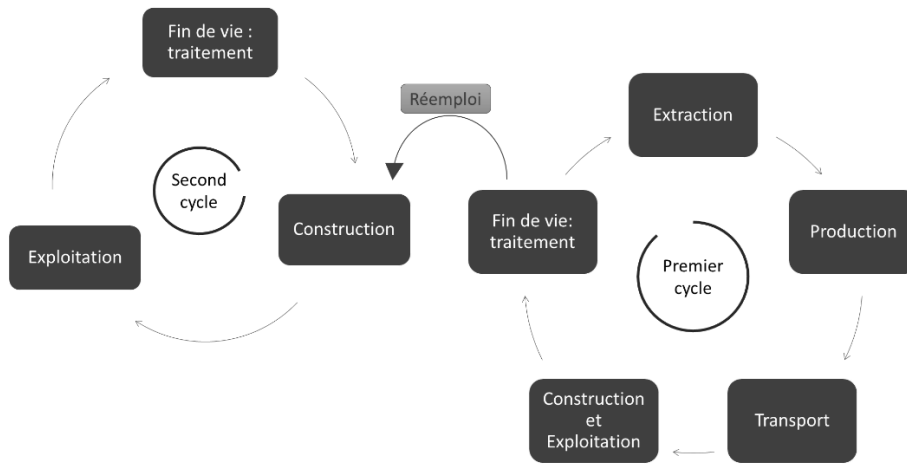 Fin de vie :
traitement
Réemploi
Extraction
Second
cycle
Construction
Fin de vie:
traitement
Production
Exploitation
Premier
cycle
Construction
et
Exploitation
Transport